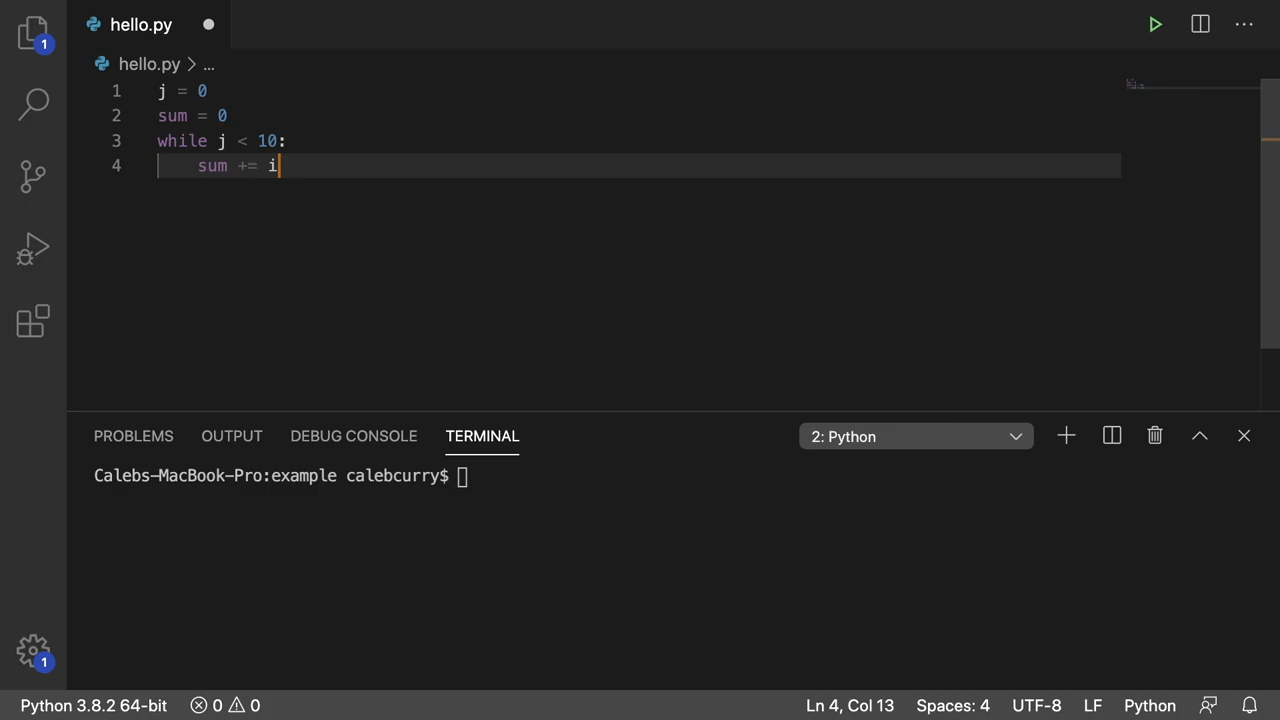 1
hello.py
hello.py > ...
1 j = 0
2 sum = 0
3 while j < 10:
4     sum += i
PROBLEMS OUTPUT DEBUG CONSOLE TERMINAL 2: Python
Calebs-MacBook-Pro:example calebcurry$
1
Python 3.8.2 64-bit 0 0 Ln 4, Col 13 Spaces: 4 UTF-8 LF Python